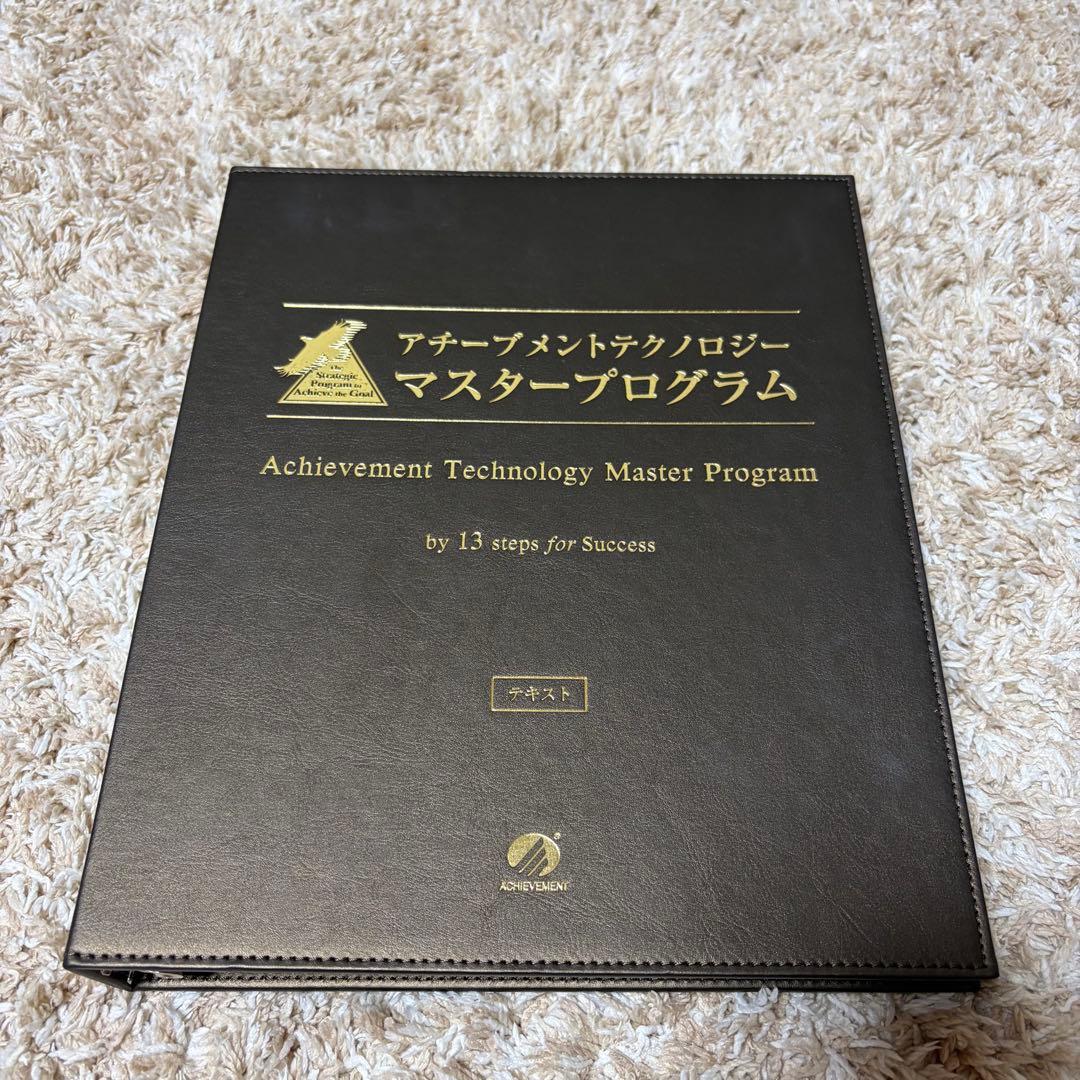 アチーブメントテクノロジー
マスタープログラム
The
Strategic
Program to
Achieve the Goal
Achievement Technology Master Program
by 13 steps for Success
テキスト
®
ACHIEVEMENT